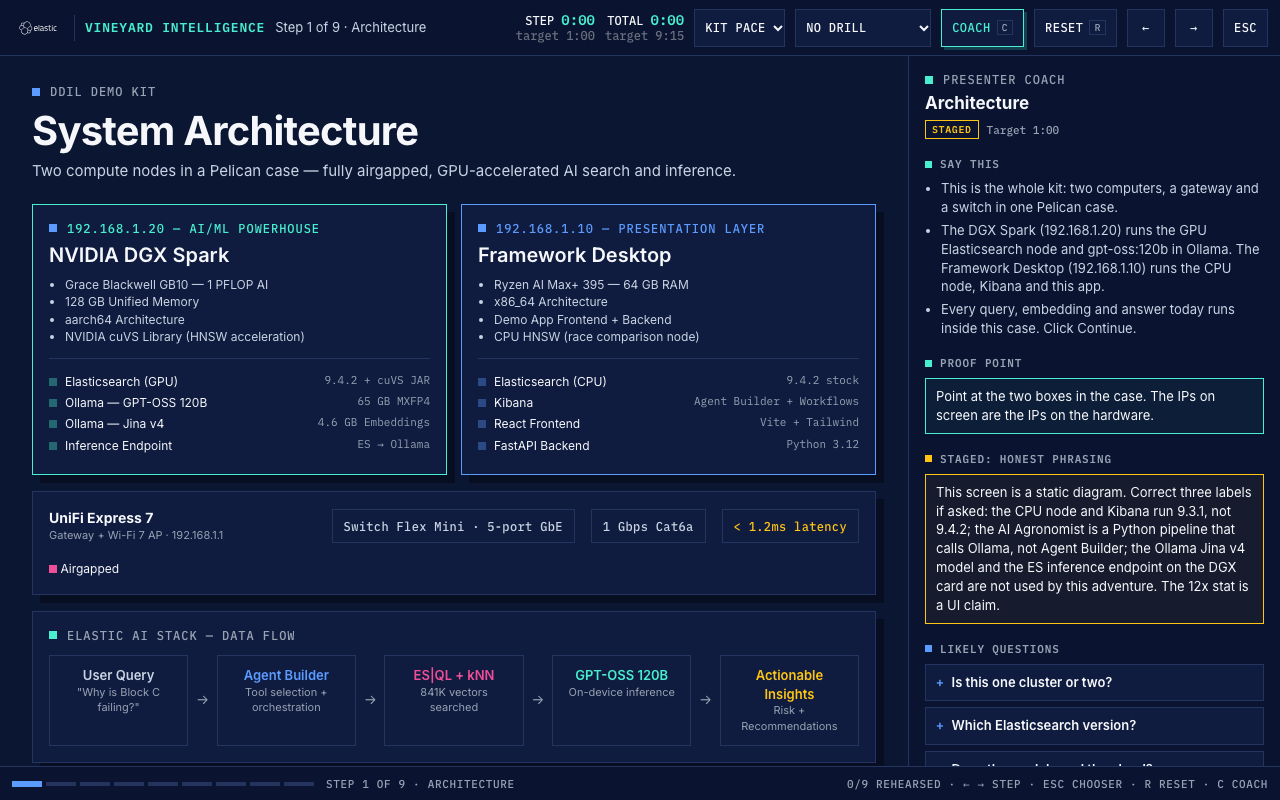 elastic
VINEYARD INTELLIGENCE
Step 1 of 9 · Architecture
STEP 0:00 TOTAL 0:00
target 1:00 target 9:15
KIT PACE
NO DRILL
COACH C
RESET R
←
→
ESC
DDIL DEMO KIT
System Architecture
Two compute nodes in a Pelican case — fully airgapped, GPU-accelerated AI search and inference.
192.168.1.20 — AI/ML POWERHOUSE
NVIDIA DGX Spark
• Grace Blackwell GB10 — 1 PFLOP AI
• 128 GB Unified Memory
• aarch64 Architecture
• NVIDIA cuVS Library (HNSW acceleration)
Elasticsearch (GPU) 9.4.2 + cuVS JAR
Ollama — GPT-OSS 120B 65 GB MXFP4
Ollama — Jina v4 4.6 GB Embeddings
Inference Endpoint ES → Ollama
192.168.1.10 — PRESENTATION LAYER
Framework Desktop
• Ryzen AI Max+ 395 — 64 GB RAM
• x86_64 Architecture
• Demo App Frontend + Backend
• CPU HNSW (race comparison node)
Elasticsearch (CPU) 9.4.2 stock
Kibana Agent Builder + Workflows
React Frontend Vite + Tailwind
FastAPI Backend Python 3.12
UniFi Express 7
Gateway + Wi-Fi 7 AP · 192.168.1.1
Switch Flex Mini · 5-port GbE
1 Gbps Cat6a
< 1.2ms latency
Airgapped
ELASTIC AI STACK — DATA FLOW
User Query
"Why is Block C
failing?"
→
Agent Builder
Tool selection +
orchestration
→
ES|QL + kNN
841K vectors
searched
→
GPT-OSS 120B
On-device inference
→
Actionable
Insights
Risk +
Recommendations
PRESENTER COACH
Architecture
STAGED Target 1:00
SAY THIS
• This is the whole kit: two computers, a gateway and
a switch in one Pelican case.
• The DGX Spark (192.168.1.20) runs the GPU
Elasticsearch node and gpt-oss:120b in Ollama. The
Framework Desktop (192.168.1.10) runs the CPU
node, Kibana and this app.
• Every query, embedding and answer today runs
inside this case. Click Continue.
PROOF POINT
Point at the two boxes in the case. The IPs on
screen are the IPs on the hardware.
STAGED: HONEST PHRASING
This screen is a static diagram. Correct three labels
if asked: the CPU node and Kibana run 9.3.1, not
9.4.2; the AI Agronomist is a Python pipeline that
calls Ollama, not Agent Builder; the Ollama Jina v4
model and the ES inference endpoint on the DGX
card are not used by this adventure. The 12x stat is
a UI claim.
LIKELY QUESTIONS
+ Is this one cluster or two?
+ Which Elasticsearch version?
STEP 1 OF 9 · ARCHITECTURE
0/9 REHEARSED · ← → STEP · ESC CHOOSER · R RESET · C COACH